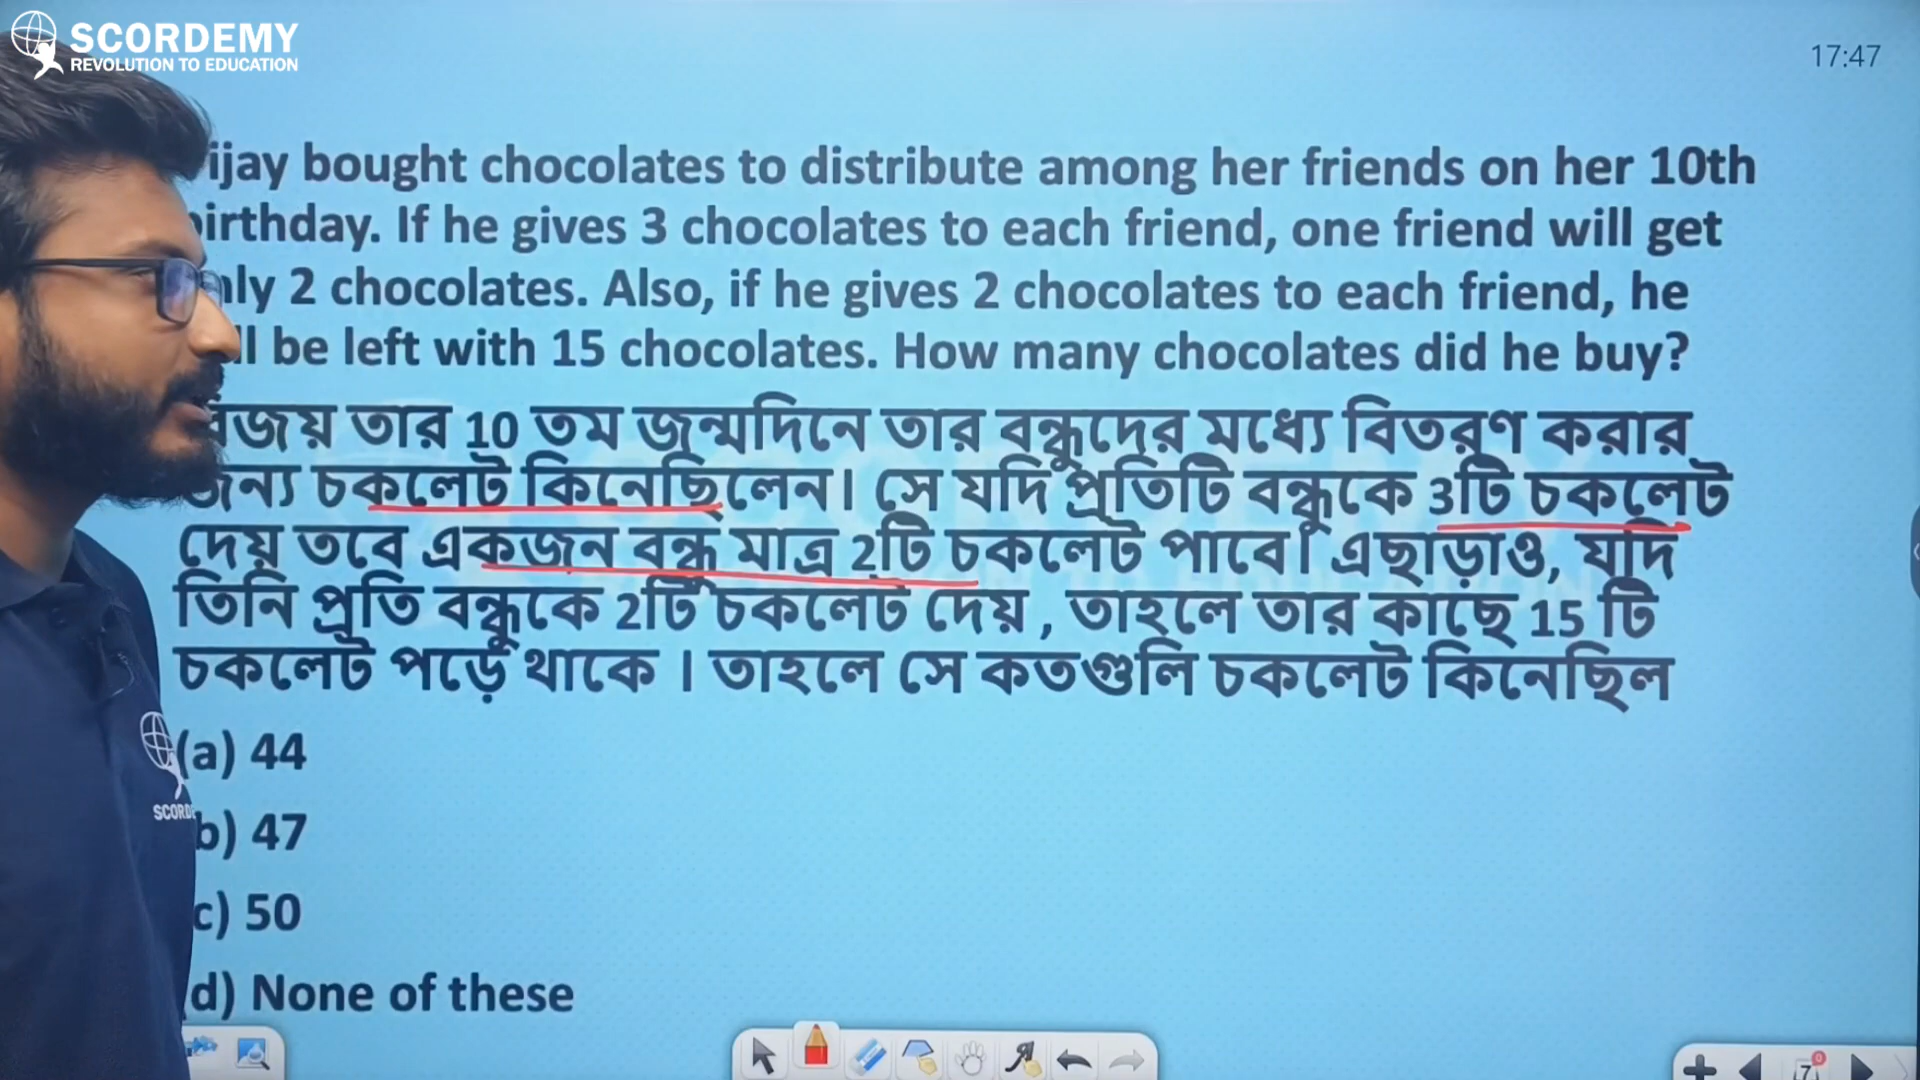 SCORDEMY
REVOLUTION TO EDUCATION
17:47
ijay bought chocolates to distribute among her friends on her 10th
irthday. If he gives 3 chocolates to each friend, one friend will get
nly 2 chocolates. Also, if he gives 2 chocolates to each friend, he
ll be left with 15 chocolates. How many chocolates did he buy?
বিজয় তার 10 তম জন্মদিনে তার বন্ধুদের মধ্যে বিতরণ করার
জন্য চকলেট কিনেছিলেন। সে যদি প্রতিটি বন্ধুকে 3টি চকলেট
দেয় তবে একজন বন্ধু মাত্র 2টি চকলেট পাবে। এছাড়াও, যদি
তিনি প্রতি বন্ধুকে 2টি চকলেট দেয় , তাহলে তার কাছে 15 টি
চকলেট পড়ে থাকে । তাহলে সে কতগুলি চকলেট কিনেছিল
(a) 44
b) 47
c) 50
d) None of these
SCORDE
7
0